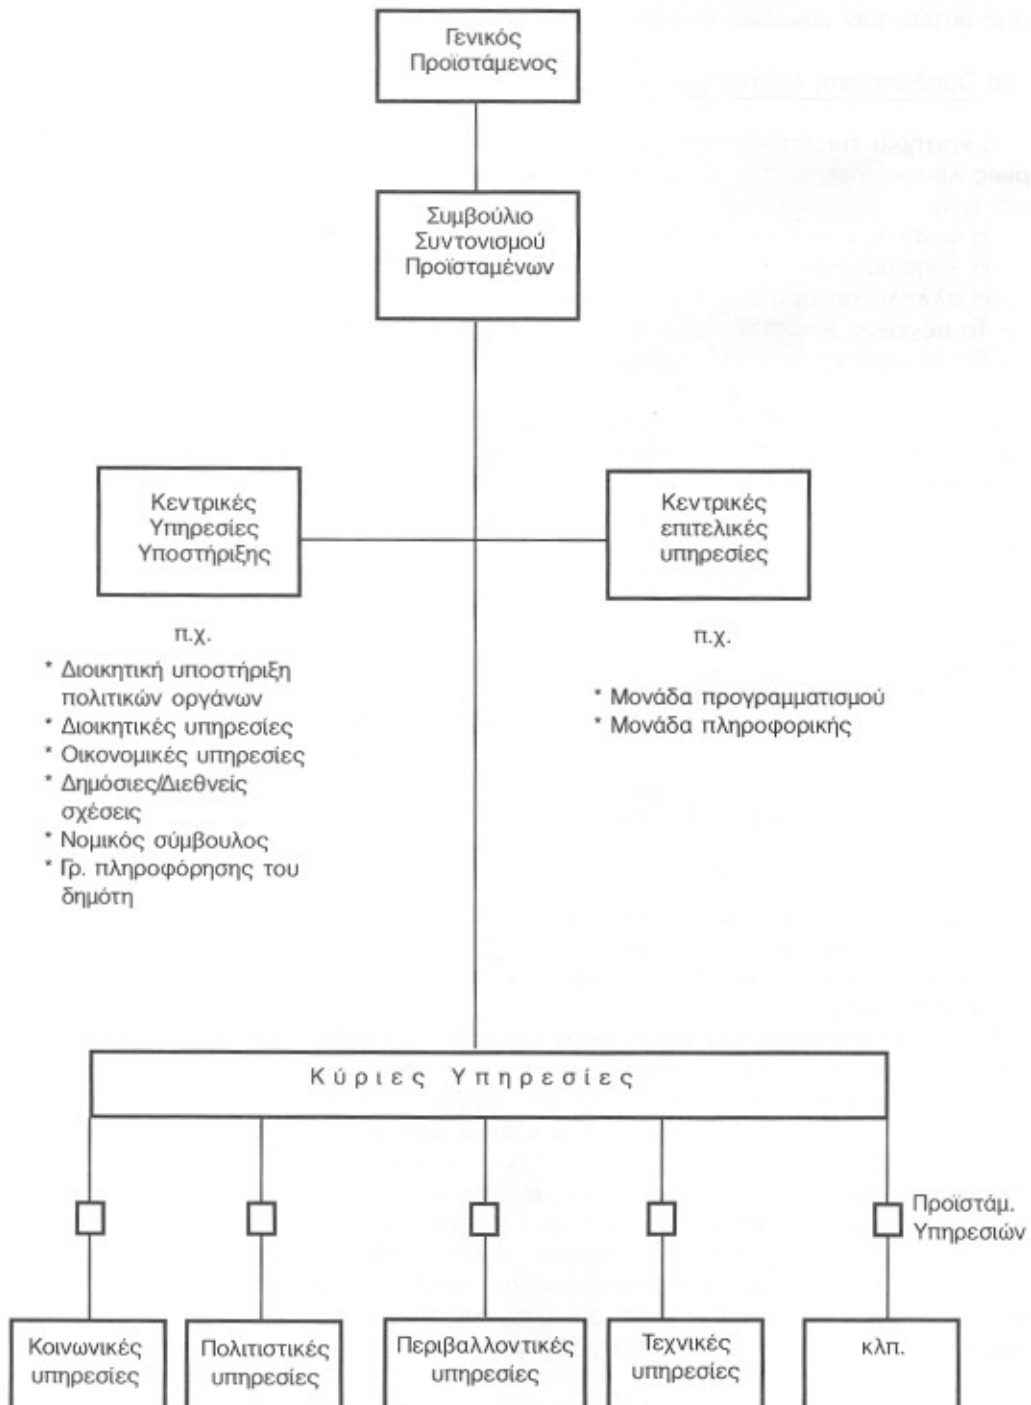 Γενικός
Προϊστάμενος
Συμβούλιο
Συντονισμού
Προϊσταμένων
Κεντρικές
Υπηρεσίες
Υποστήριξης
Κεντρικές
επιτελικές
υπηρεσίες
π.χ.
* Διοικητική υποστήριξη
πολιτικών οργάνων
* Διοικητικές υπηρεσίες
* Οικονομικές υπηρεσίες
* Δημόσιες/Διεθνείς
σχέσεις
* Νομικός σύμβουλος
* Γρ. πληροφόρησης του
δημότη
π.χ.
* Μονάδα προγραμματισμού
* Μονάδα πληροφορικής
Κύριες Υπηρεσίες
Προϊστάμ.
Υπηρεσιών
Κοινωνικές
υπηρεσίες
Πολιτιστικές
υπηρεσίες
Περιβαλλοντικές
υπηρεσίες
Τεχνικές
υπηρεσίες
κλπ.